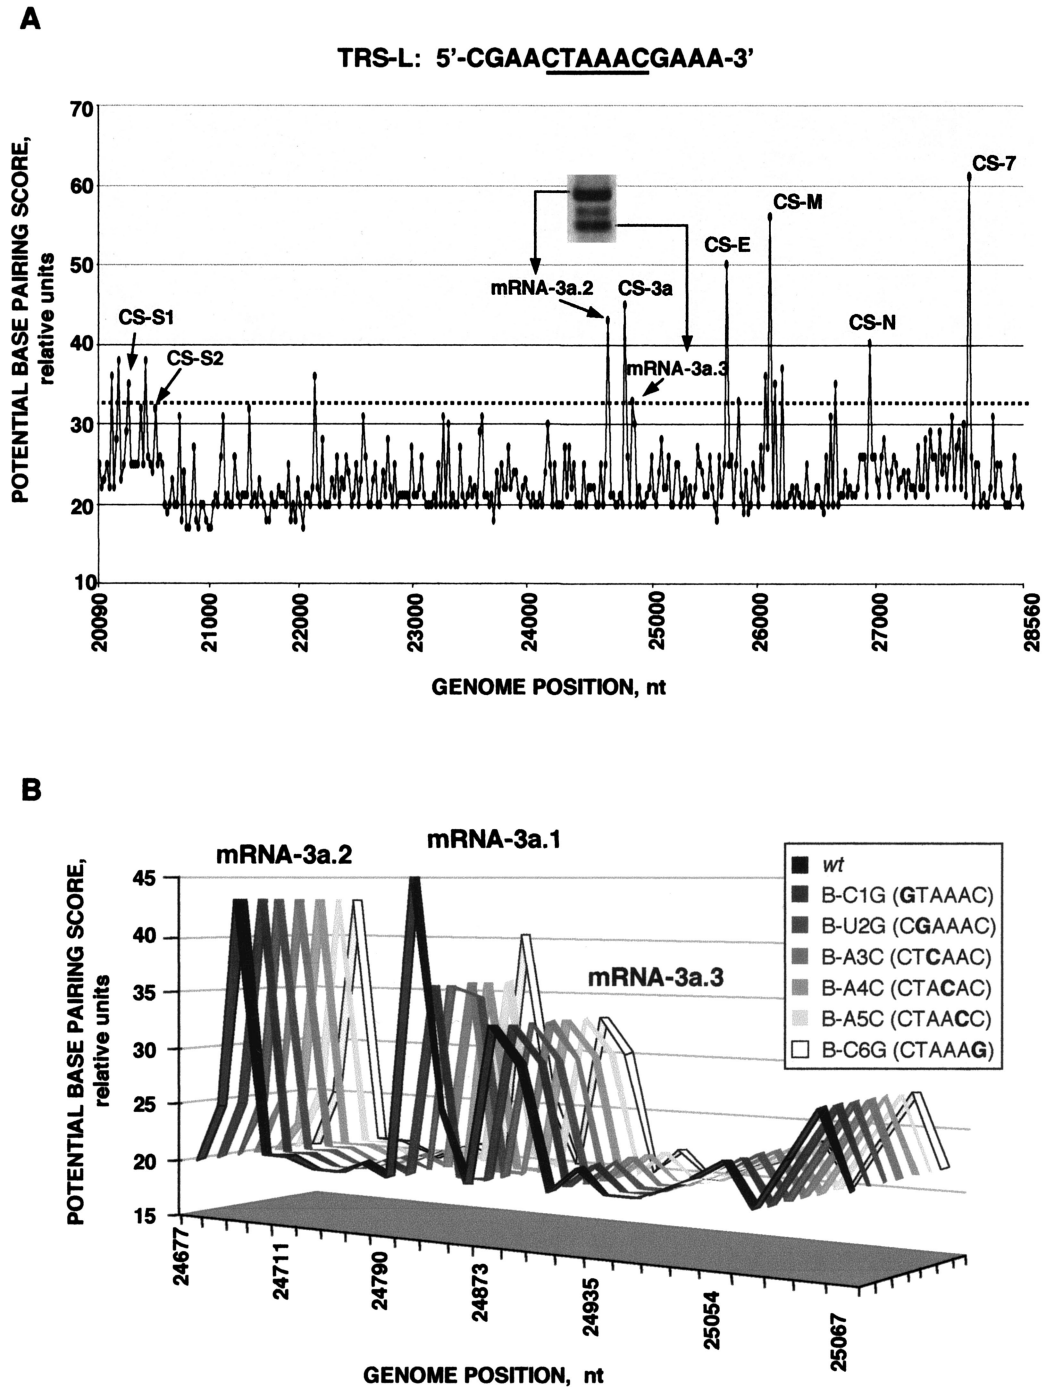 A
TRS-L: 5'-CGAACTAAACGAAA-3'
POTENTIAL BASE PAIRING SCORE,
relative units
70
60
50
40
30
20
10
CS-S1
CS-S2
mRNA-3a.2
CS-3a
mRNA-3a.3
CS-E
CS-M
CS-N
CS-7
20090
21000
22000
23000
24000
25000
26000
27000
28560
GENOME POSITION, nt
B
mRNA-3a.2
mRNA-3a.1
mRNA-3a.3
POTENTIAL BASE PAIRING SCORE,
relative units
45
40
35
30
25
20
15
wt
B-C1G (GTAAAC)
B-U2G (CGAAAC)
B-A3C (CTCAAC)
B-A4C (CTACAC)
B-A5C (CTAACC)
B-C6G (CTAAAG)
24677
24711
24790
24873
24935
25054
25067
GENOME POSITION, nt